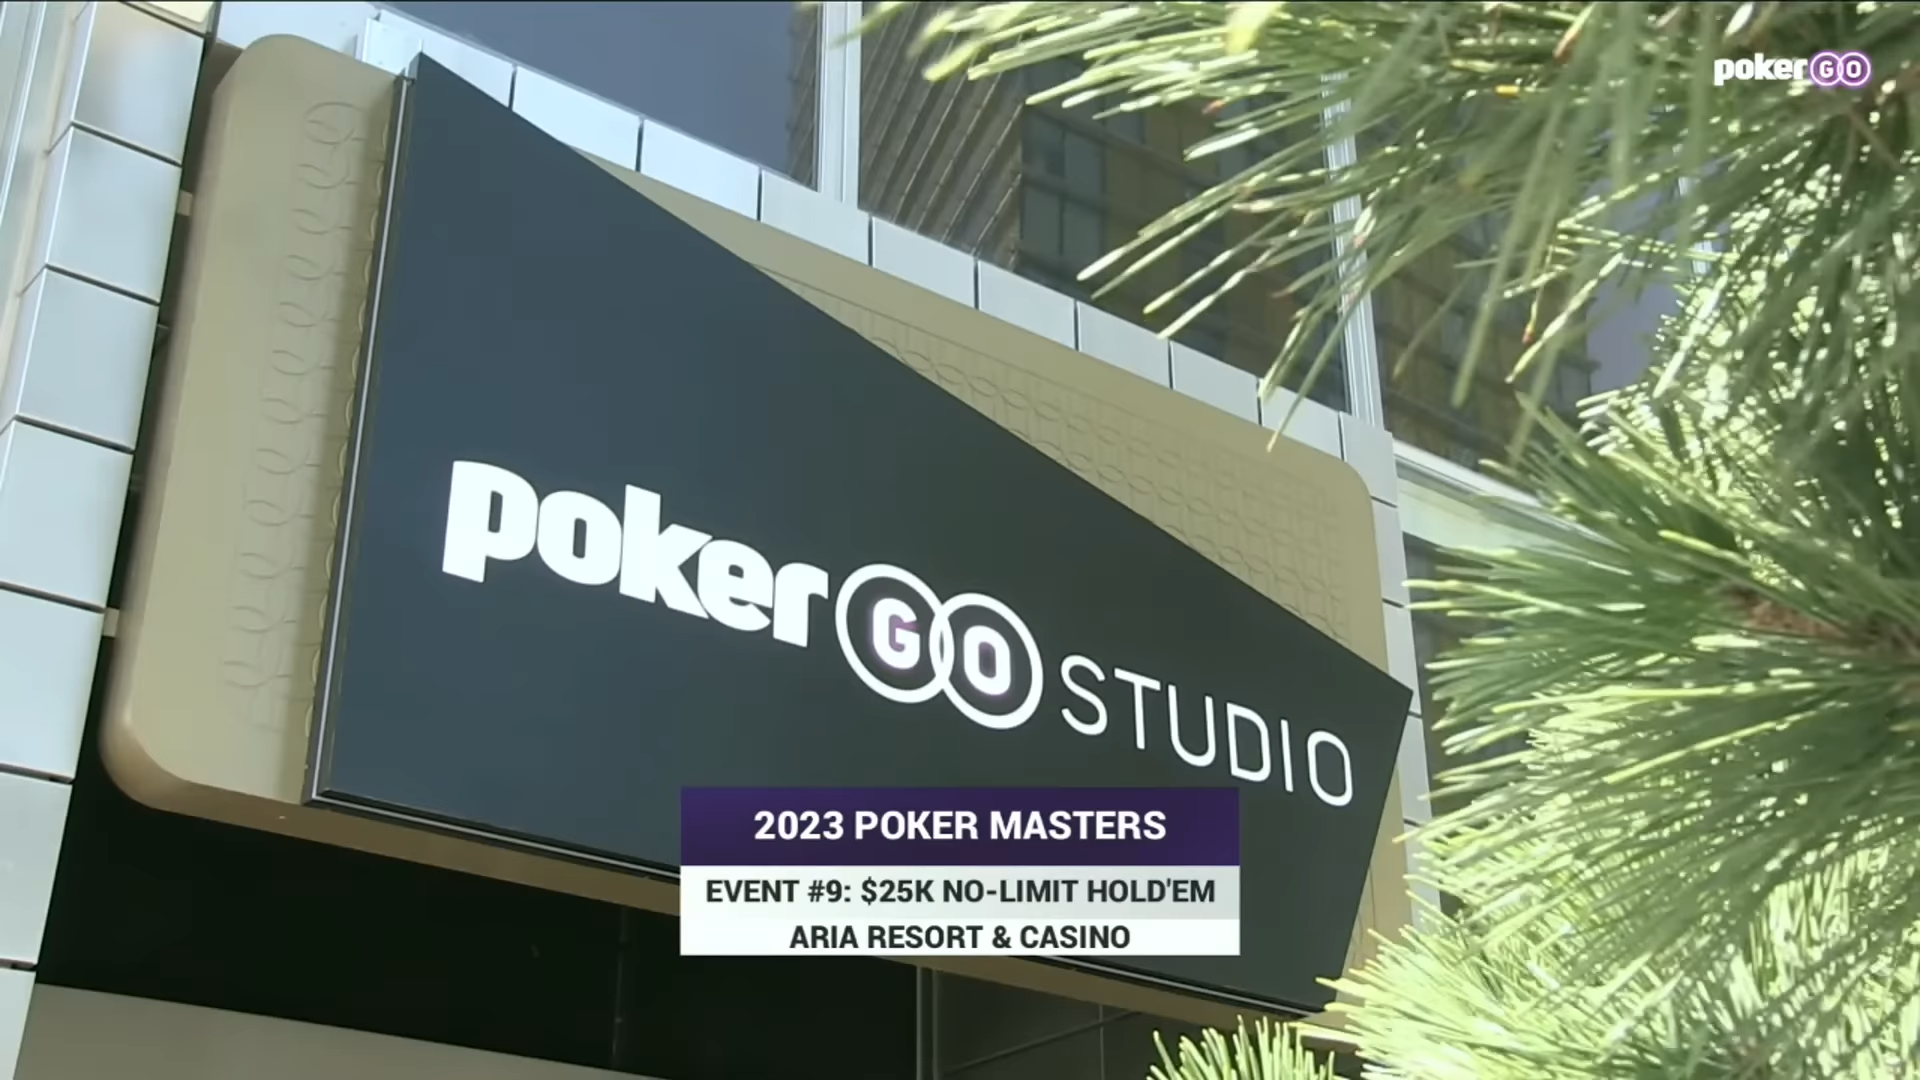 pokerGO
pokerGO STUDIO
2023 POKER MASTERS
EVENT #9: $25K NO-LIMIT HOLD'EM
ARIA RESORT & CASINO